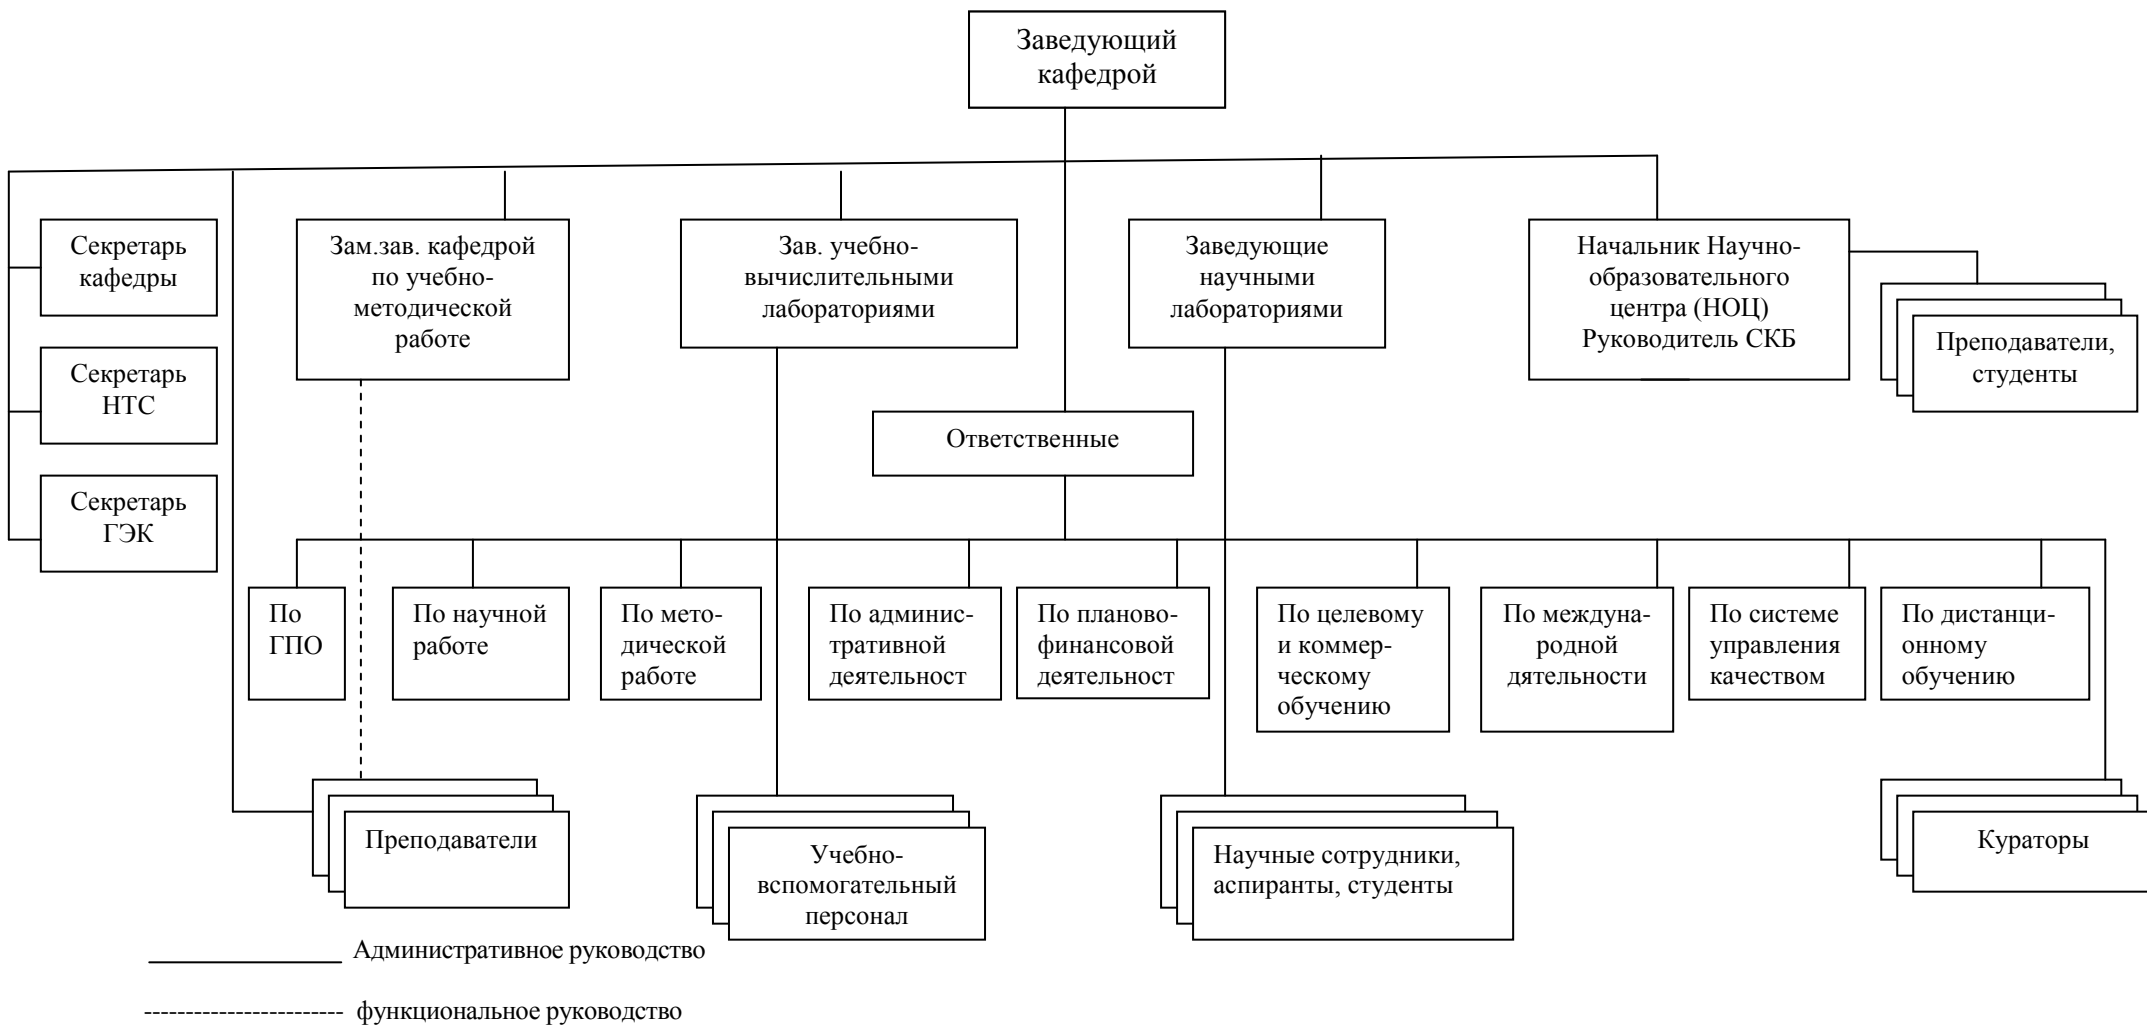 Заведующий
кафедрой
Секретарь
кафедры
Зам.зав. кафедрой
по учебно-
методической
работе
Зав. учебно-
вычислительными
лабораториями
Заведующие
научными
лабораториями
Начальник Научно-
образовательного
центра (НОЦ)
Руководитель СКБ
Преподаватели,
студенты
Секретарь
НТС
Секретарь
ГЭК
Ответственные
По
ГПО
По научной
работе
По мето-
дической
работе
По админис-
тративной
деятельност
По планово-
финансовой
деятельност
По целевому
и коммер-
ческому
обучению
По междуна-
родной
дятельности
По системе
управления
качеством
По дистанци-
онному
обучению
Преподаватели
Учебно-
вспомогательный
персонал
Научные сотрудники,
аспиранты, студенты
Кураторы
Административное руководство
функциональное руководство